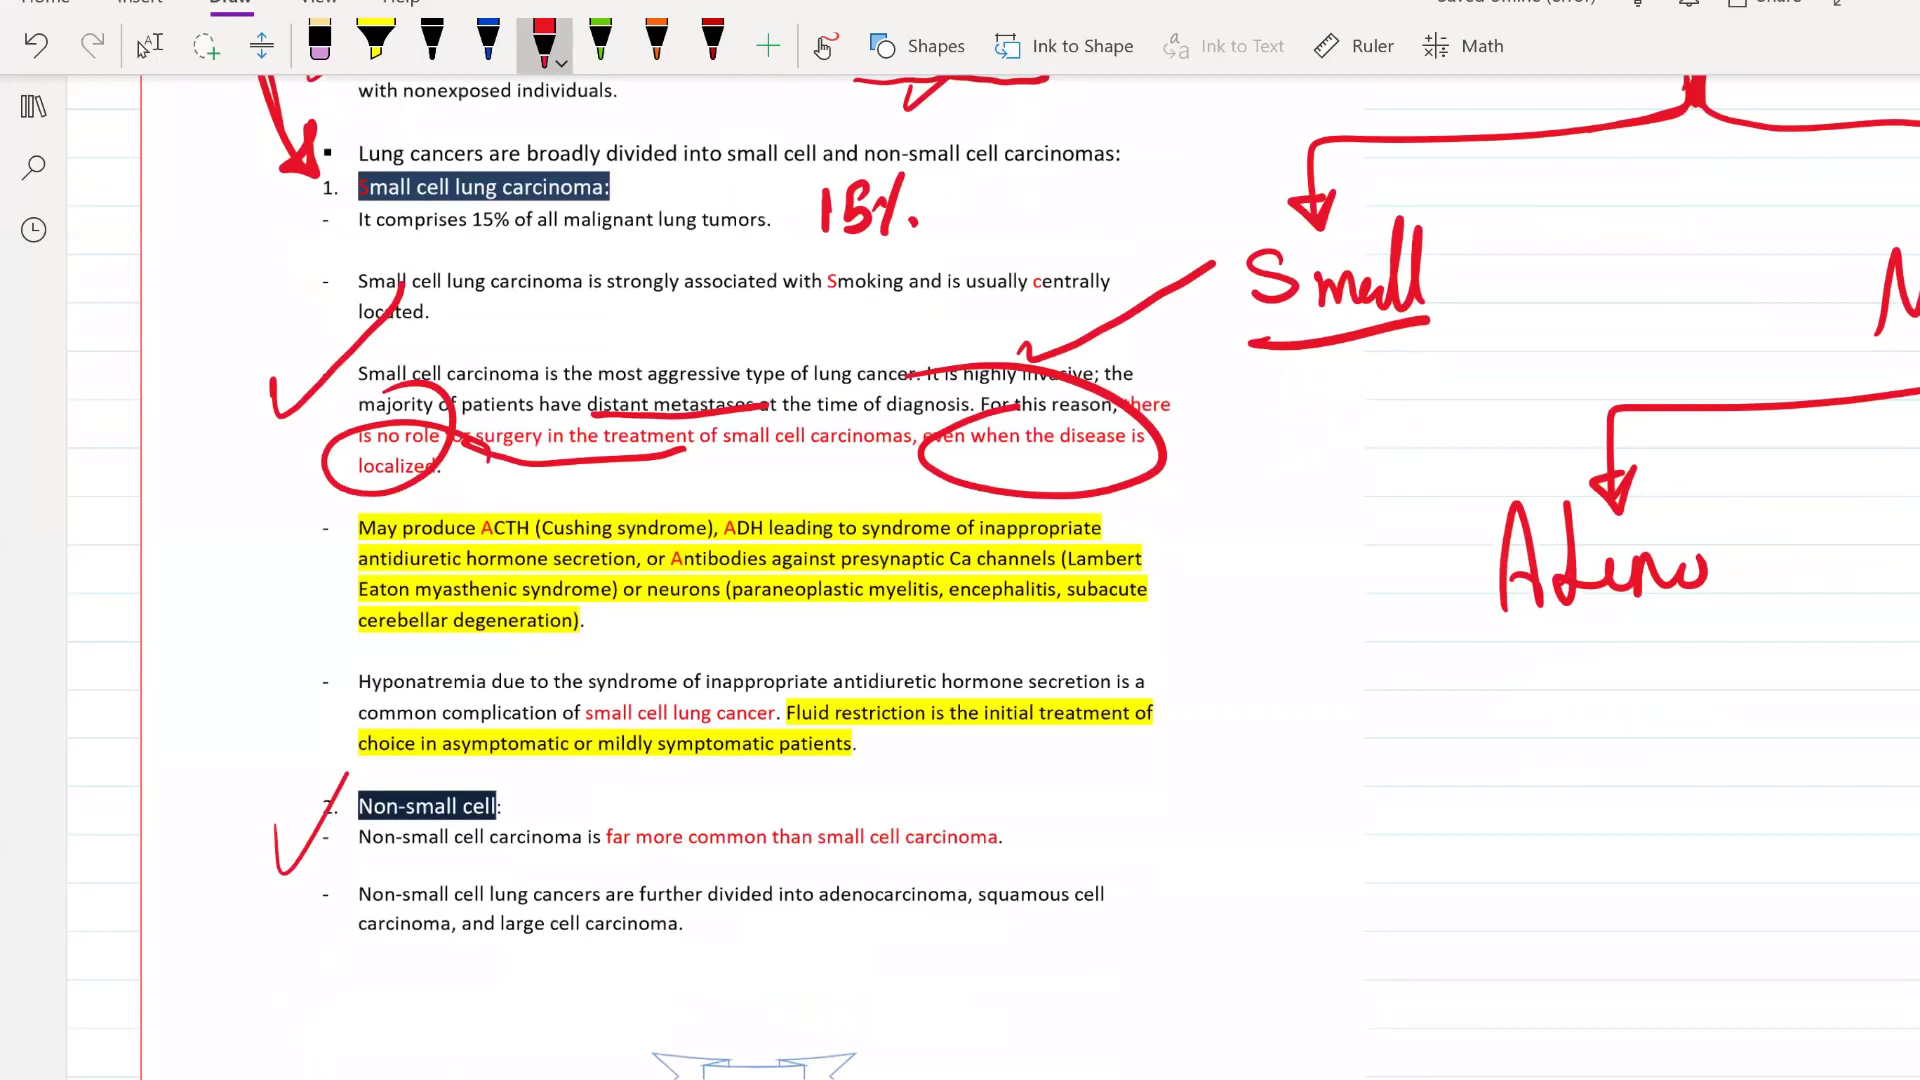 Home Insert Draw View Help Saved online (error) Share
Shapes Ink to Shape Ink to Text Ruler Math
with nonexposed individuals.
▪ Lung cancers are broadly divided into small cell and non-small cell carcinomas:
1. Small cell lung carcinoma:
- It comprises 15% of all malignant lung tumors. 15%
Small
- Small cell lung carcinoma is strongly associated with Smoking and is usually centrally
located.
Small cell carcinoma is the most aggressive type of lung cancer. It is highly invasive; the
majority of patients have distant metastases at the time of diagnosis. For this reason, there
is no role for surgery in the treatment of small cell carcinomas, even when the disease is
localized.
Adeno
- May produce ACTH (Cushing syndrome), ADH leading to syndrome of inappropriate
antidiuretic hormone secretion, or Antibodies against presynaptic Ca channels (Lambert
Eaton myasthenic syndrome) or neurons (paraneoplastic myelitis, encephalitis, subacute
cerebellar degeneration).
- Hyponatremia due to the syndrome of inappropriate antidiuretic hormone secretion is a
common complication of small cell lung cancer. Fluid restriction is the initial treatment of
choice in asymptomatic or mildly symptomatic patients.
2. Non-small cell:
- Non-small cell carcinoma is far more common than small cell carcinoma.
- Non-small cell lung cancers are further divided into adenocarcinoma, squamous cell
carcinoma, and large cell carcinoma.